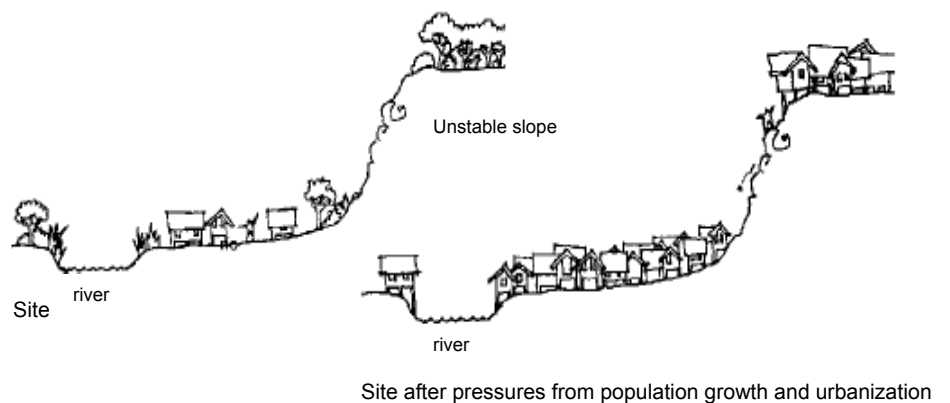 Unstable slope
river
Site
river
Site after pressures from population growth and urbanization